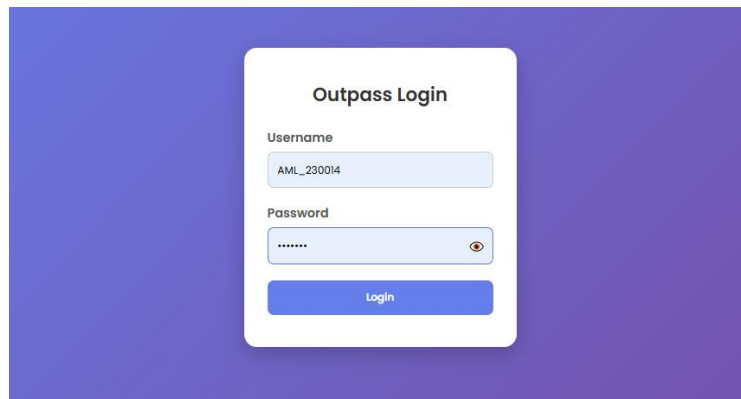 Outpass Login
Username
AML_230014
Password
•••••••
Login